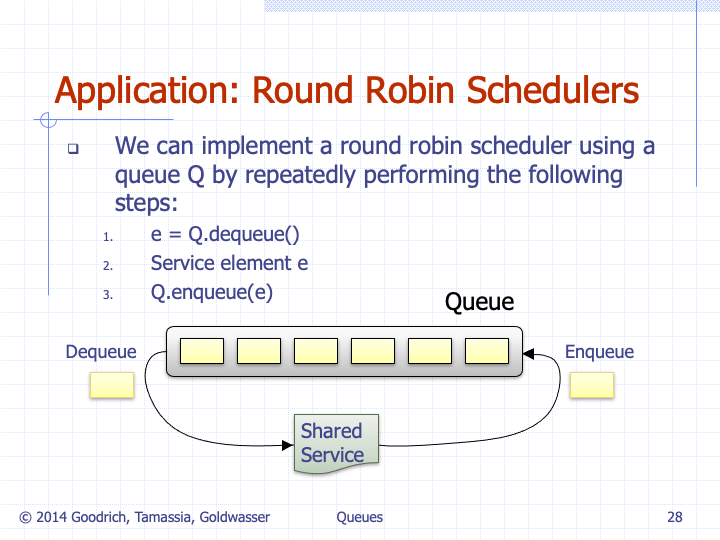 Application: Round Robin Schedulers
We can implement a round robin scheduler using a
queue Q by repeatedly performing the following
steps:
1. e = Q.dequeue()
2. Service element e
3. Q.enqueue(e)
Queue
Dequeue
Enqueue
Shared
Service
© 2014 Goodrich, Tamassia, Goldwasser
Queues
28